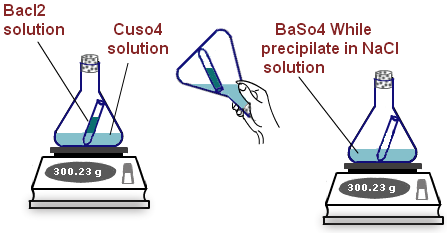 Bacl2
solution
Cuso4
solution
BaSo4 While
precipilate in NaCl
solution
300.23 g
300.23 g